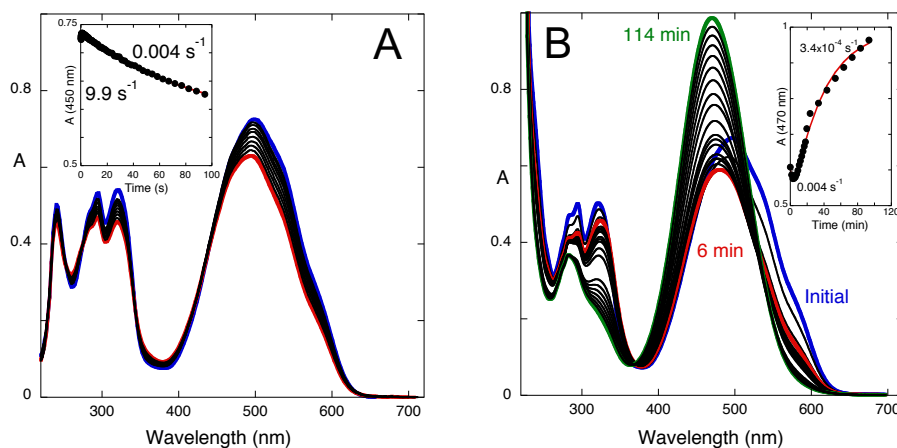 A
0.75
0.004 s⁻¹
9.9 s⁻¹
A (450 nm)
0.5
0 20 40 60 80 100
Time (s)
0.8
A
0.4
0
300 400 500 600 700
Wavelength (nm)
B
114 min
1
3.4x10⁻⁴ s⁻¹
A (470 nm)
0.004 s⁻¹
0.5
0 40 80 120
Time (min)
0.8
A
0.4
6 min
Initial
0
300 400 500 600 700
Wavelength (nm)